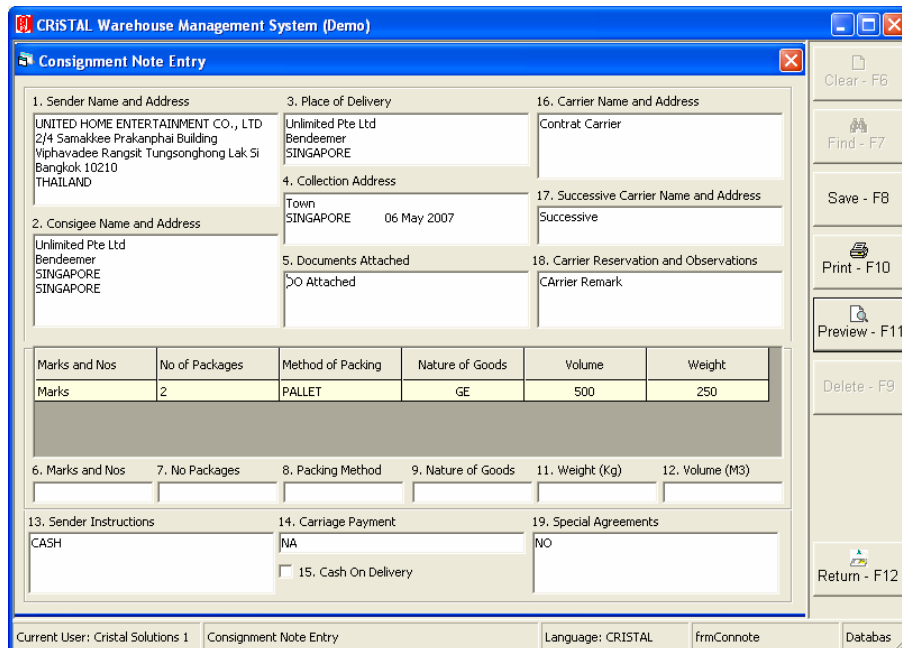 CRiSTAL Warehouse Management System (Demo)
Consignment Note Entry
Clear - F6
Find - F7
Save - F8
Print - F10
Preview - F11
Delete - F9
Return - F12
1. Sender Name and Address
UNITED HOME ENTERTAINMENT CO., LTD
2/4 Samakkee Prakanphai Building
Viphavadee Rangsit Tungsonghong Lak Si
Bangkok 10210
THAILAND
2. Consigee Name and Address
Unlimited Pte Ltd
Bendeemer
SINGAPORE
SINGAPORE
3. Place of Delivery
Unlimited Pte Ltd
Bendeemer
SINGAPORE
4. Collection Address
Town
SINGAPORE 06 May 2007
5. Documents Attached
DO Attached
16. Carrier Name and Address
Contrat Carrier
17. Successive Carrier Name and Address
Successive
18. Carrier Reservation and Observations
CArrier Remark
Marks and Nos No of Packages Method of Packing Nature of Goods Volume Weight
Marks 2 PALLET GE 500 250
6. Marks and Nos 7. No Packages 8. Packing Method 9. Nature of Goods 11. Weight (Kg) 12. Volume (M3)
13. Sender Instructions
CASH
14. Carriage Payment
NA
15. Cash On Delivery
19. Special Agreements
NO
Current User: Cristal Solutions 1 Consignment Note Entry Language: CRISTAL frmConnote Databas